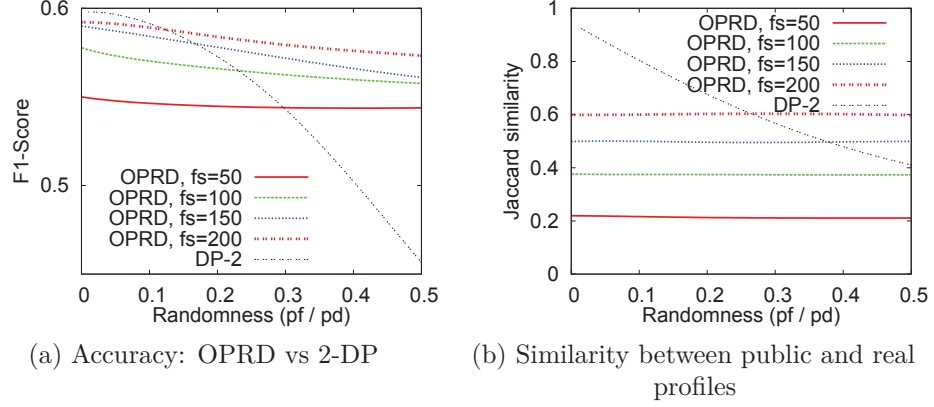 0.6
0.5
F1-Score
OPRD, fs=50
OPRD, fs=100
OPRD, fs=150
OPRD, fs=200
DP-2
0 0.1 0.2 0.3 0.4 0.5
Randomness (pf / pd)
(a) Accuracy: OPRD vs 2-DP
1
0.8
0.6
0.4
0.2
0
Jaccard similarity
OPRD, fs=50
OPRD, fs=100
OPRD, fs=150
OPRD, fs=200
DP-2
0 0.1 0.2 0.3 0.4 0.5
Randomness (pf / pd)
(b) Similarity between public and real
profiles